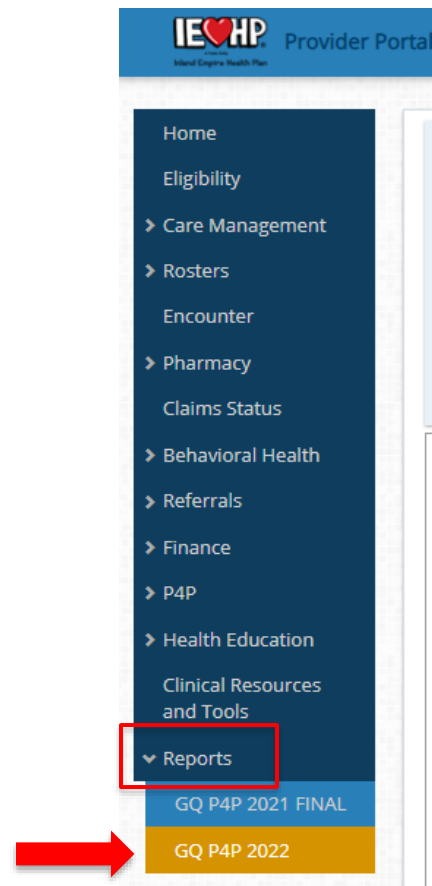 IEHP
Inland Empire Health Plan
Provider Portal
Home
Eligibility
Care Management
Rosters
Encounter
Pharmacy
Claims Status
Behavioral Health
Referrals
Finance
P4P
Health Education
Clinical Resources
and Tools
Reports
GQ P4P 2021 FINAL
GQ P4P 2022